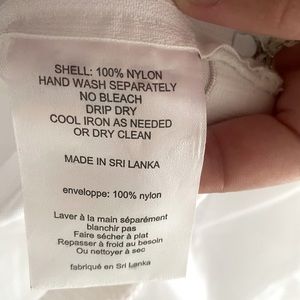 SHELL: 100% NYLON
HAND WASH SEPARATELY
NO BLEACH
DRIP DRY
COOL IRON AS NEEDED
OR DRY CLEAN
MADE IN SRI LANKA
enveloppe: 100% nylon
Laver à la main séparément
blanchir pas
Faire sécher à plat
Repasser à froid au besoin
Ou nettoyer à sec
fabriqué en Sri Lanka